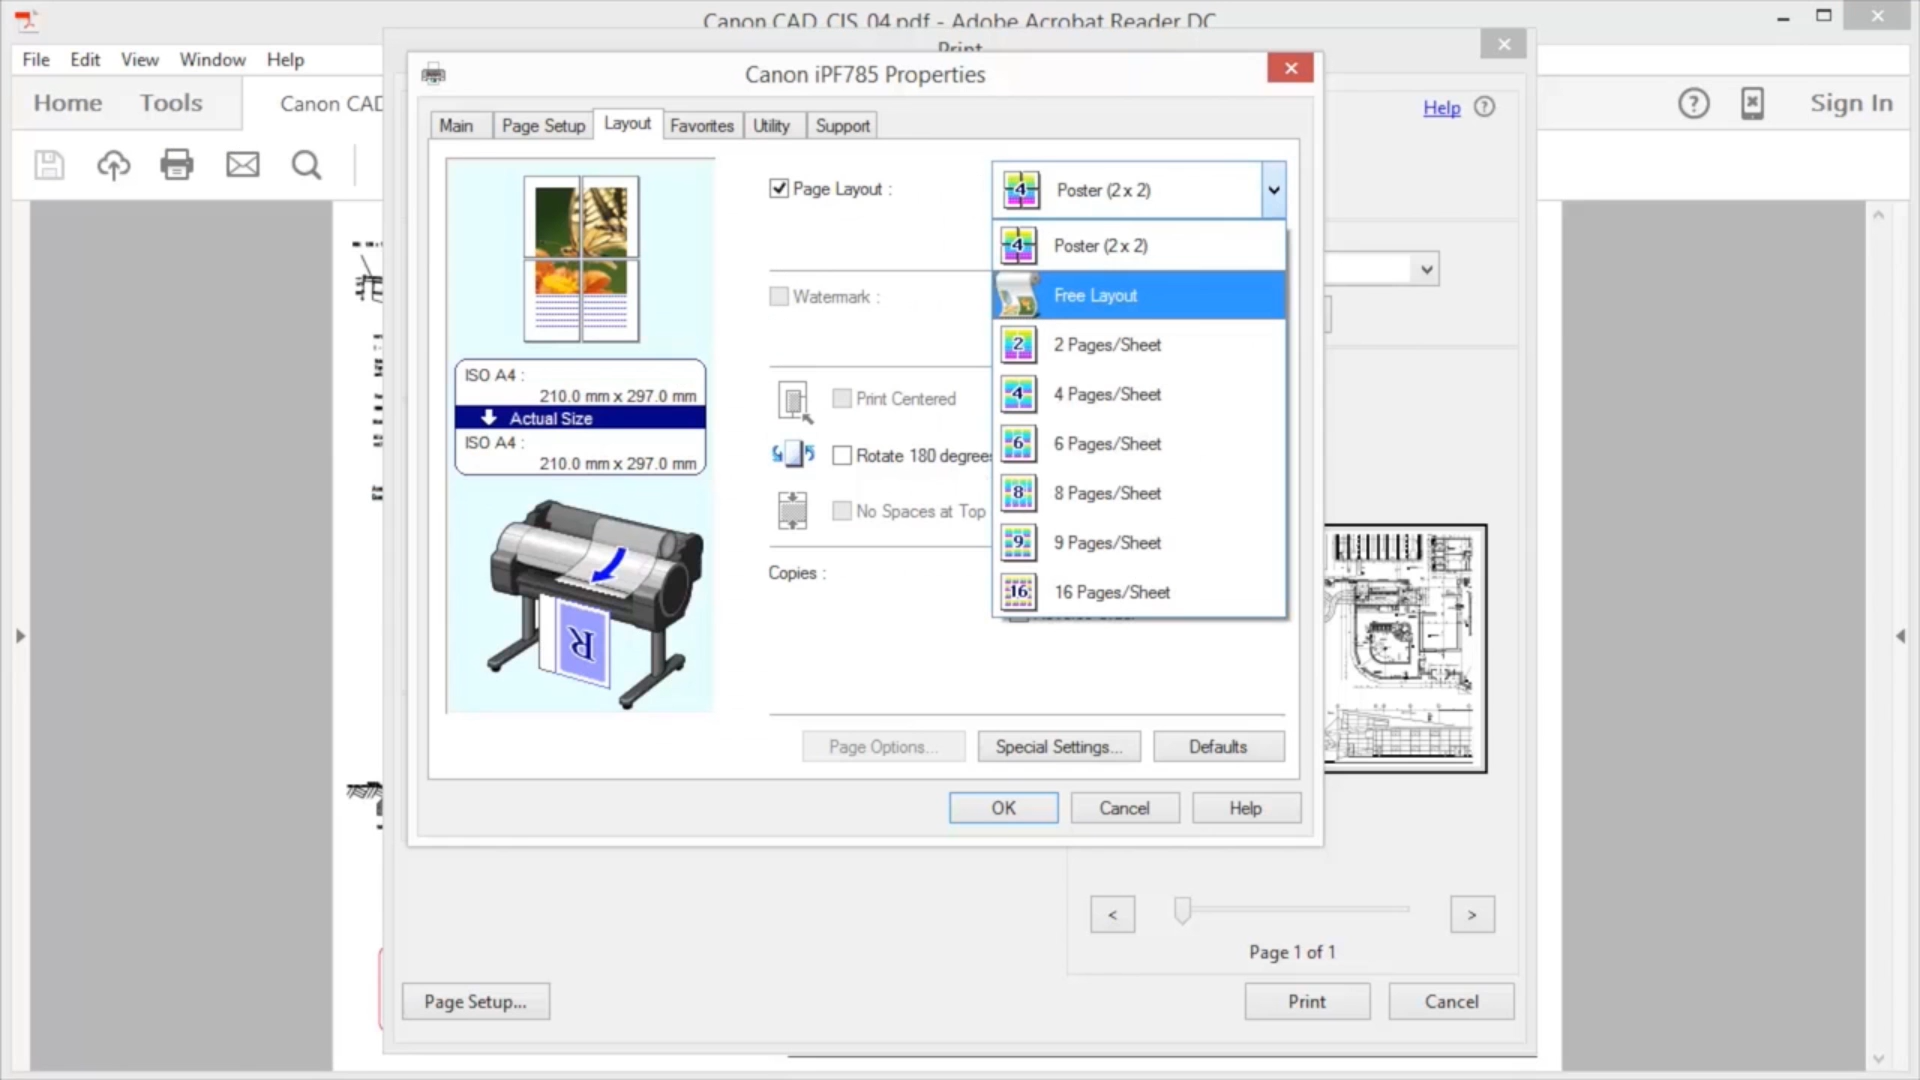 Canon CAD_CIS_04.pdf - Adobe Acrobat Reader DC
File Edit View Window Help
Print
Canon iPF785 Properties
Home Tools Canon CAD
Help
Sign In
Main Page Setup Layout Favorites Utility Support
Page Layout :
Poster (2 x 2)
Poster (2 x 2)
Free Layout
2 Pages/Sheet
4 Pages/Sheet
6 Pages/Sheet
8 Pages/Sheet
9 Pages/Sheet
16 Pages/Sheet
Watermark :
ISO A4 :
210.0 mm x 297.0 mm
Actual Size
ISO A4 :
210.0 mm x 297.0 mm
Print Centered
Rotate 180 degrees
No Spaces at Top
Copies :
Page Options... Special Settings... Defaults
OK Cancel Help
< >
Page 1 of 1
Page Setup... Print Cancel